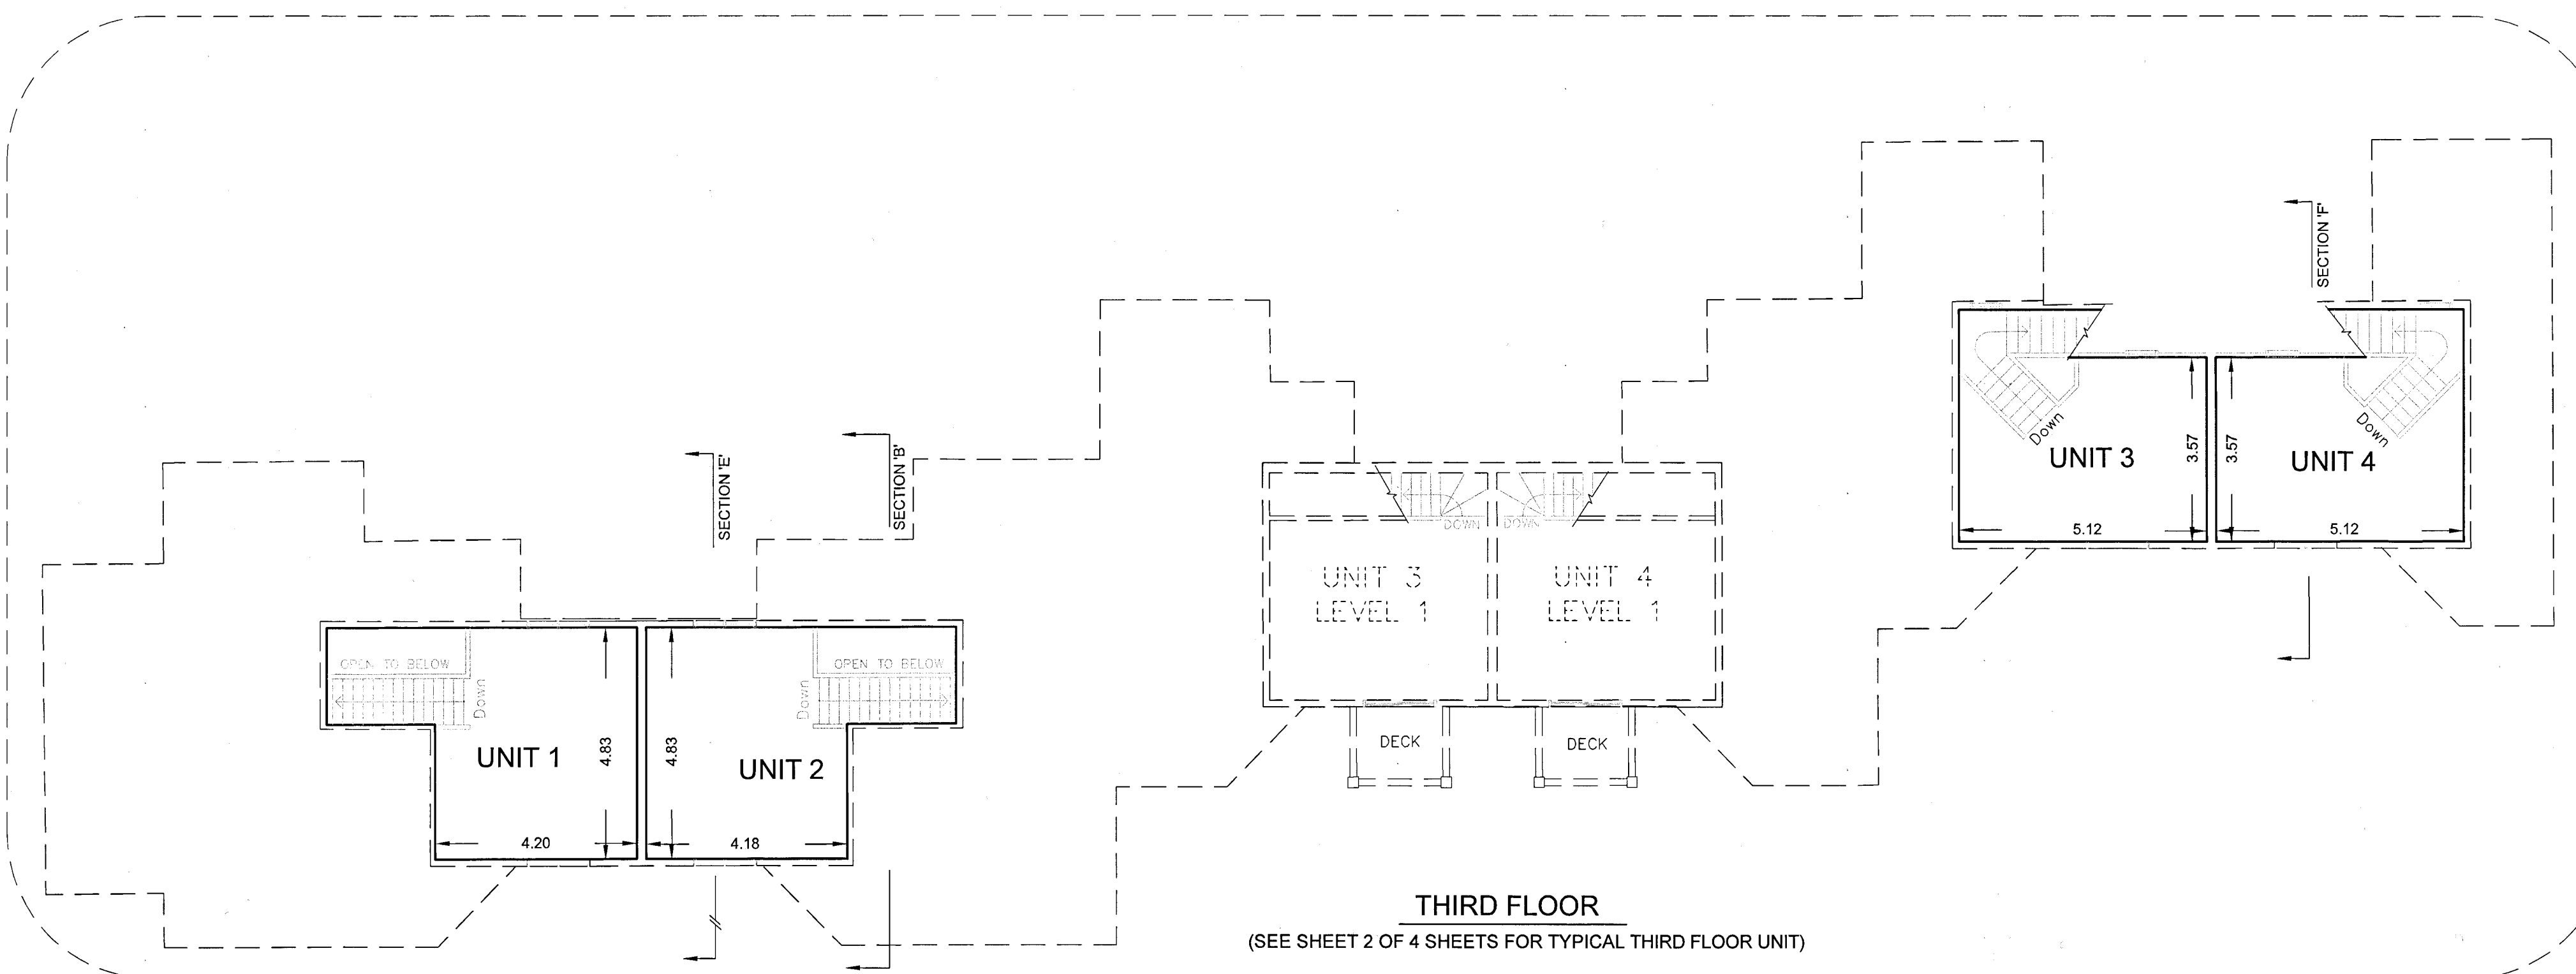 SECTION 'F'
Down
UNIT 3
3.57
5.12
Down
3.57
UNIT 4
5.12
SECTION 'E'
SECTION 'B'
DOWN
DOWN
UNIT 3
LEVEL 1
UNIT 4
LEVEL 1
DECK
DECK
OPEN TO BELOW
Down
UNIT 1
4.83
4.20
OPEN TO BELOW
Down
4.83
UNIT 2
4.18
THIRD FLOOR
(SEE SHEET 2 OF 4 SHEETS FOR TYPICAL THIRD FLOOR UNIT)